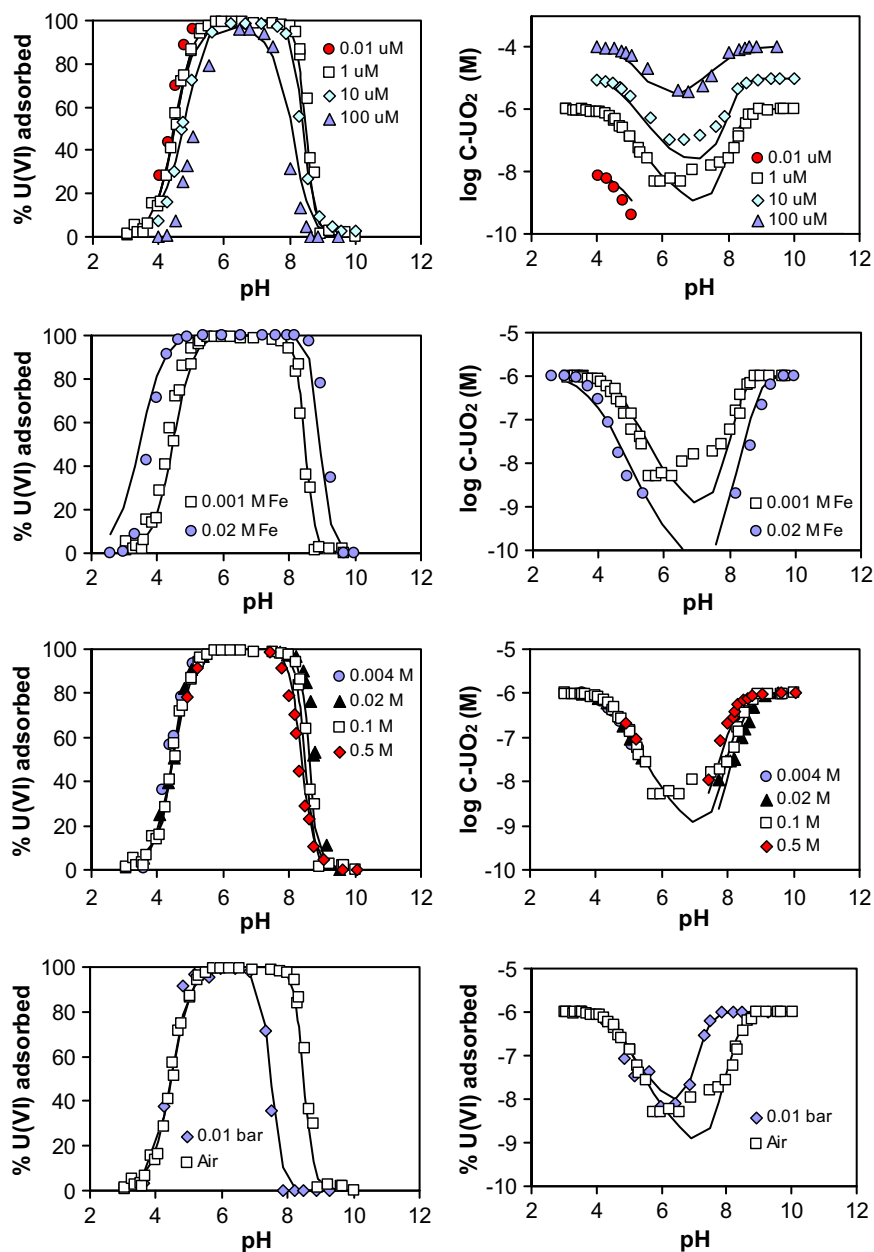 100
80
60
40
20
0
% U(VI) adsorbed
0.01 uM
1 uM
10 uM
100 uM
2 4 6 8 10 12
pH
-2
-4
-6
-8
-10
log C-UO₂ (M)
0.01 uM
1 uM
10 uM
100 uM
2 4 6 8 10 12
pH
100
80
60
40
20
0
% U(VI) adsorbed
0.001 M Fe
0.02 M Fe
2 4 6 8 10 12
pH
-5
-6
-7
-8
-9
-10
log C-UO₂ (M)
0.001 M Fe
0.02 M Fe
2 4 6 8 10 12
pH
100
80
60
40
20
0
% U(VI) adsorbed
0.004 M
0.02 M
0.1 M
0.5 M
2 4 6 8 10 12
pH
-5
-6
-7
-8
-9
-10
log C-UO₂ (M)
0.004 M
0.02 M
0.1 M
0.5 M
2 4 6 8 10 12
pH
100
80
60
40
20
0
% U(VI) adsorbed
0.01 bar
Air
2 4 6 8 10 12
pH
-5
-6
-7
-8
-9
-10
% U(VI) adsorbed
0.01 bar
Air
2 4 6 8 10 12
pH